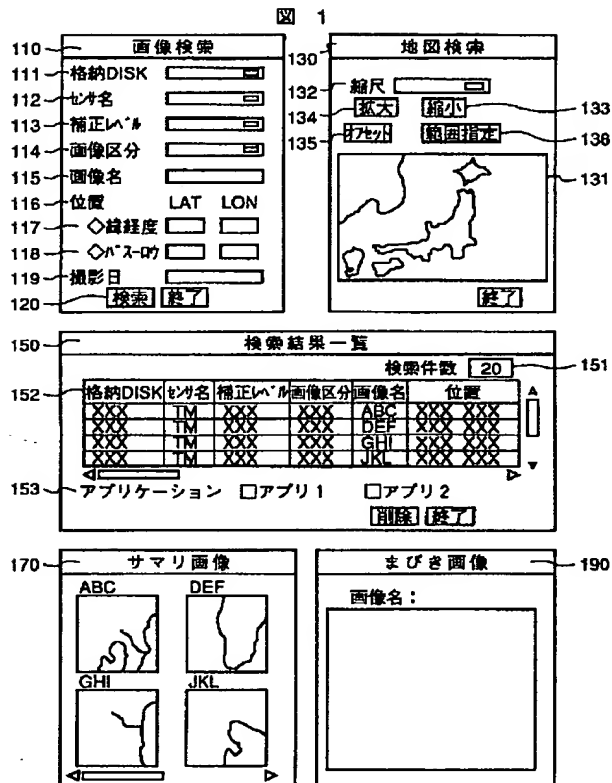 図 1
110 画像検索
111 格納DISK
112 センサ名
113 補正レベル
114 画像区分
115 画像名
116 位置 LAT LON
117 ◇緯経度
118 ◇パスーロウ
119 撮影日
120 検索 終了
130 地図検索
132 縮尺
134 拡大 縮小 133
135 オフセット 範囲指定 136
131
終了
150 検索結果一覧
検索件数 20 151
152 格納DISK センサ名 補正レベル 画像区分 画像名 位置
XXX TM XXX XXX ABC XXX XXX
XXX TM XXX XXX DEF XXX XXX
XXX TM XXX XXX GHI XXX XXX
XXX TM XXX XXX JKL XXX XXX
153 アプリケーション □アプリ1 □アプリ2
削除 終了
170 サマリ画像
ABC DEF
GHI JKL
まびき画像 190
画像名：